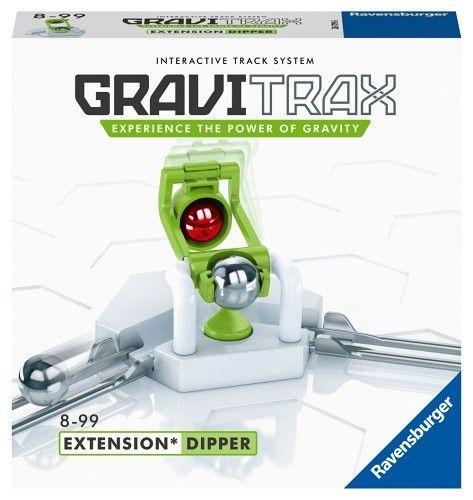 8-99
Ravensburger
INTERACTIVE TRACK SYSTEM
GRAVITRAX
EXPERIENCE THE POWER OF GRAVITY
8-99
EXTENSION* DIPPER
Ravensburger